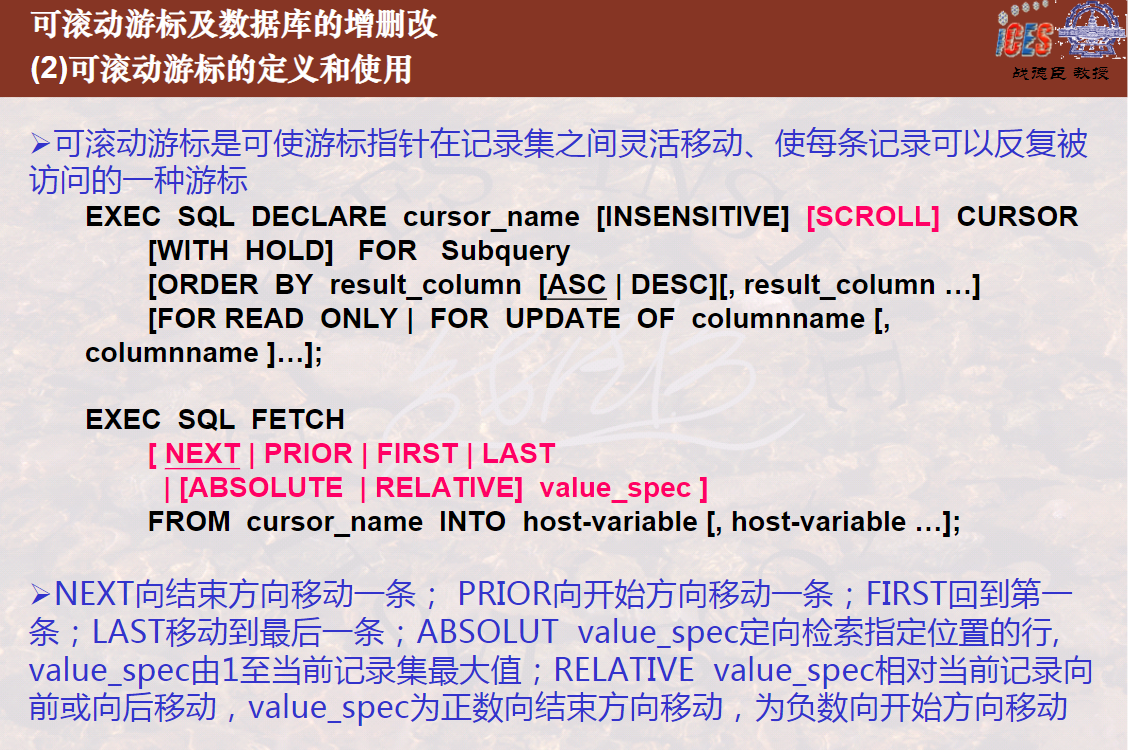 可滚动游标及数据库的增删改
(2)可滚动游标的定义和使用
iCES
战德臣 教授
➢可滚动游标是可使游标指针在记录集之间灵活移动、使每条记录可以反复被
访问的一种游标
EXEC SQL DECLARE cursor_name [INSENSITIVE] [SCROLL] CURSOR
[WITH HOLD] FOR Subquery
[ORDER BY result_column [ASC | DESC][, result_column …]
[FOR READ ONLY | FOR UPDATE OF columnname [,
columnname ]…];
EXEC SQL FETCH
[ NEXT | PRIOR | FIRST | LAST
| [ABSOLUTE | RELATIVE] value_spec ]
FROM cursor_name INTO host-variable [, host-variable …];
➢NEXT向结束方向移动一条； PRIOR向开始方向移动一条；FIRST回到第一
条；LAST移动到最后一条；ABSOLUT value_spec定向检索指定位置的行,
value_spec由1至当前记录集最大值；RELATIVE value_spec相对当前记录向
前或向后移动，value_spec为正数向结束方向移动，为负数向开始方向移动